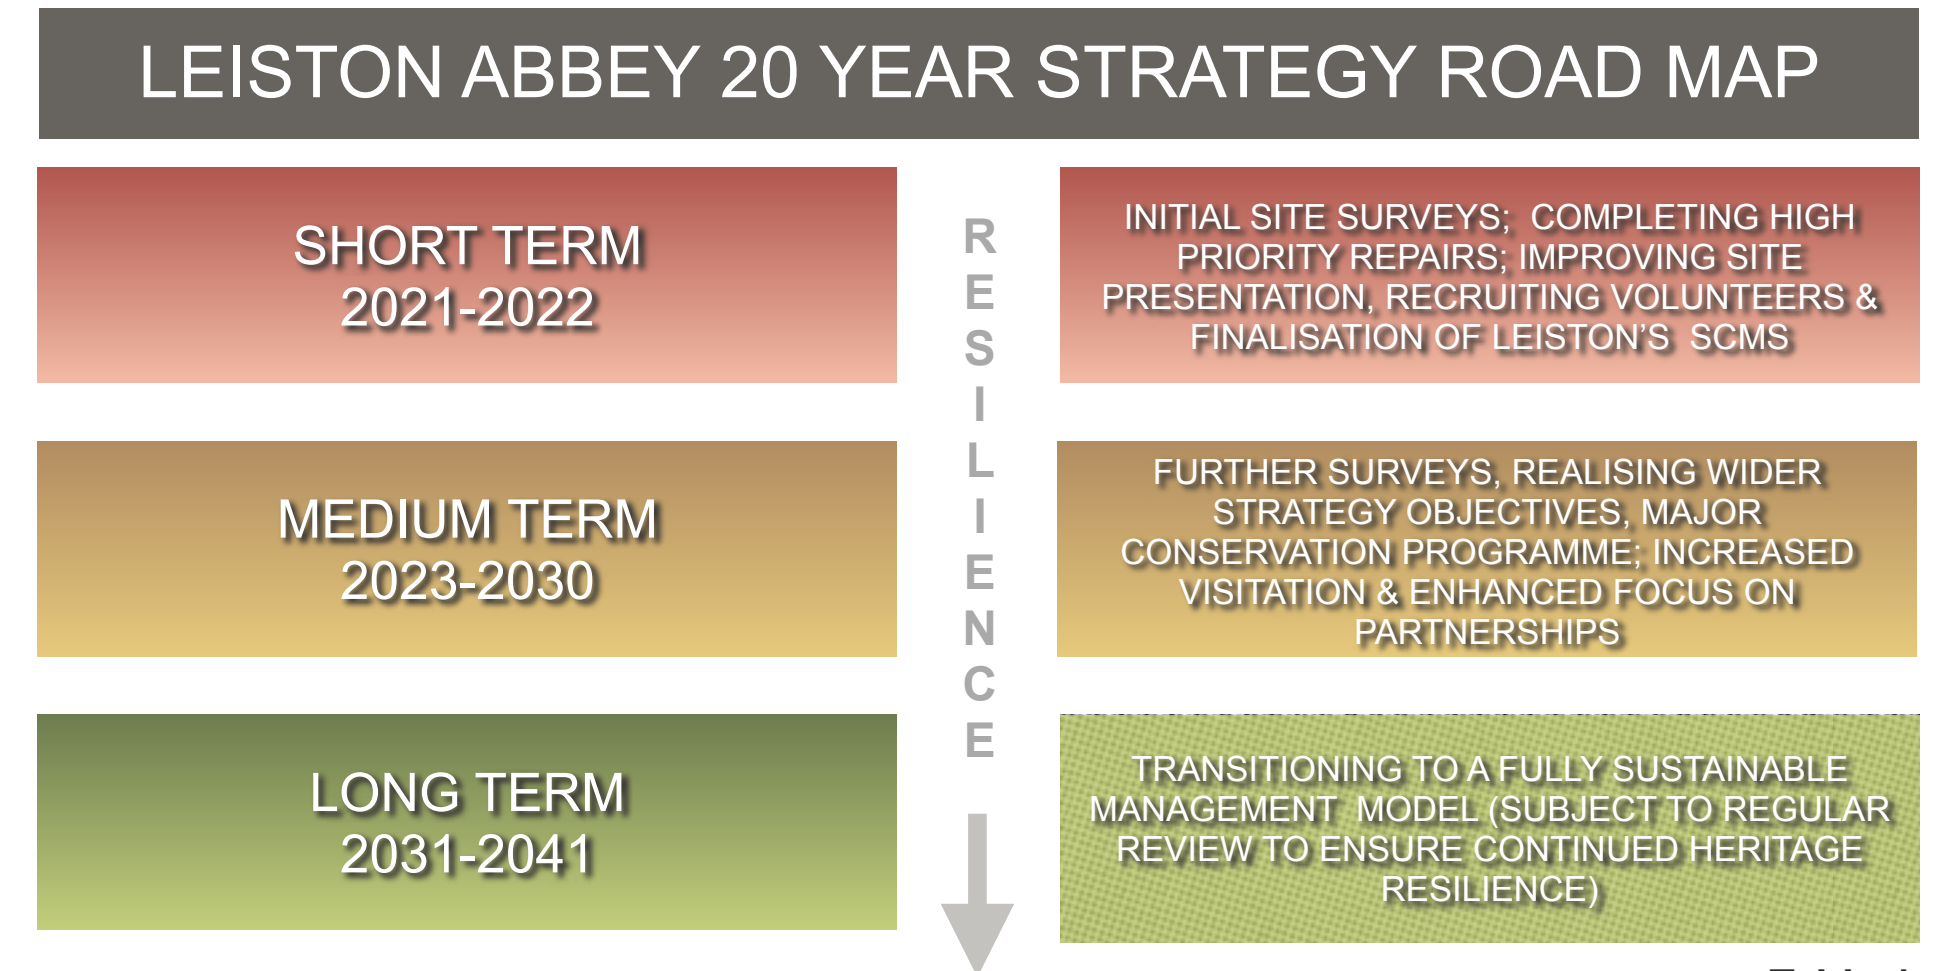 LEISTON ABBEY 20 YEAR STRATEGY ROAD MAP
SHORT TERM
2021-2022
INITIAL SITE SURVEYS;  COMPLETING HIGH
PRIORITY REPAIRS; IMPROVING SITE
PRESENTATION, RECRUITING VOLUNTEERS &
FINALISATION OF LEISTON’S  SCMS
RESILIENCE
MEDIUM TERM
2023-2030
FURTHER SURVEYS, REALISING WIDER
STRATEGY OBJECTIVES, MAJOR
CONSERVATION PROGRAMME; INCREASED
VISITATION & ENHANCED FOCUS ON
PARTNERSHIPS
LONG TERM
2031-2041
TRANSITIONING TO A FULLY SUSTAINABLE
MANAGEMENT  MODEL (SUBJECT TO REGULAR
REVIEW TO ENSURE CONTINUED HERITAGE
RESILIENCE)